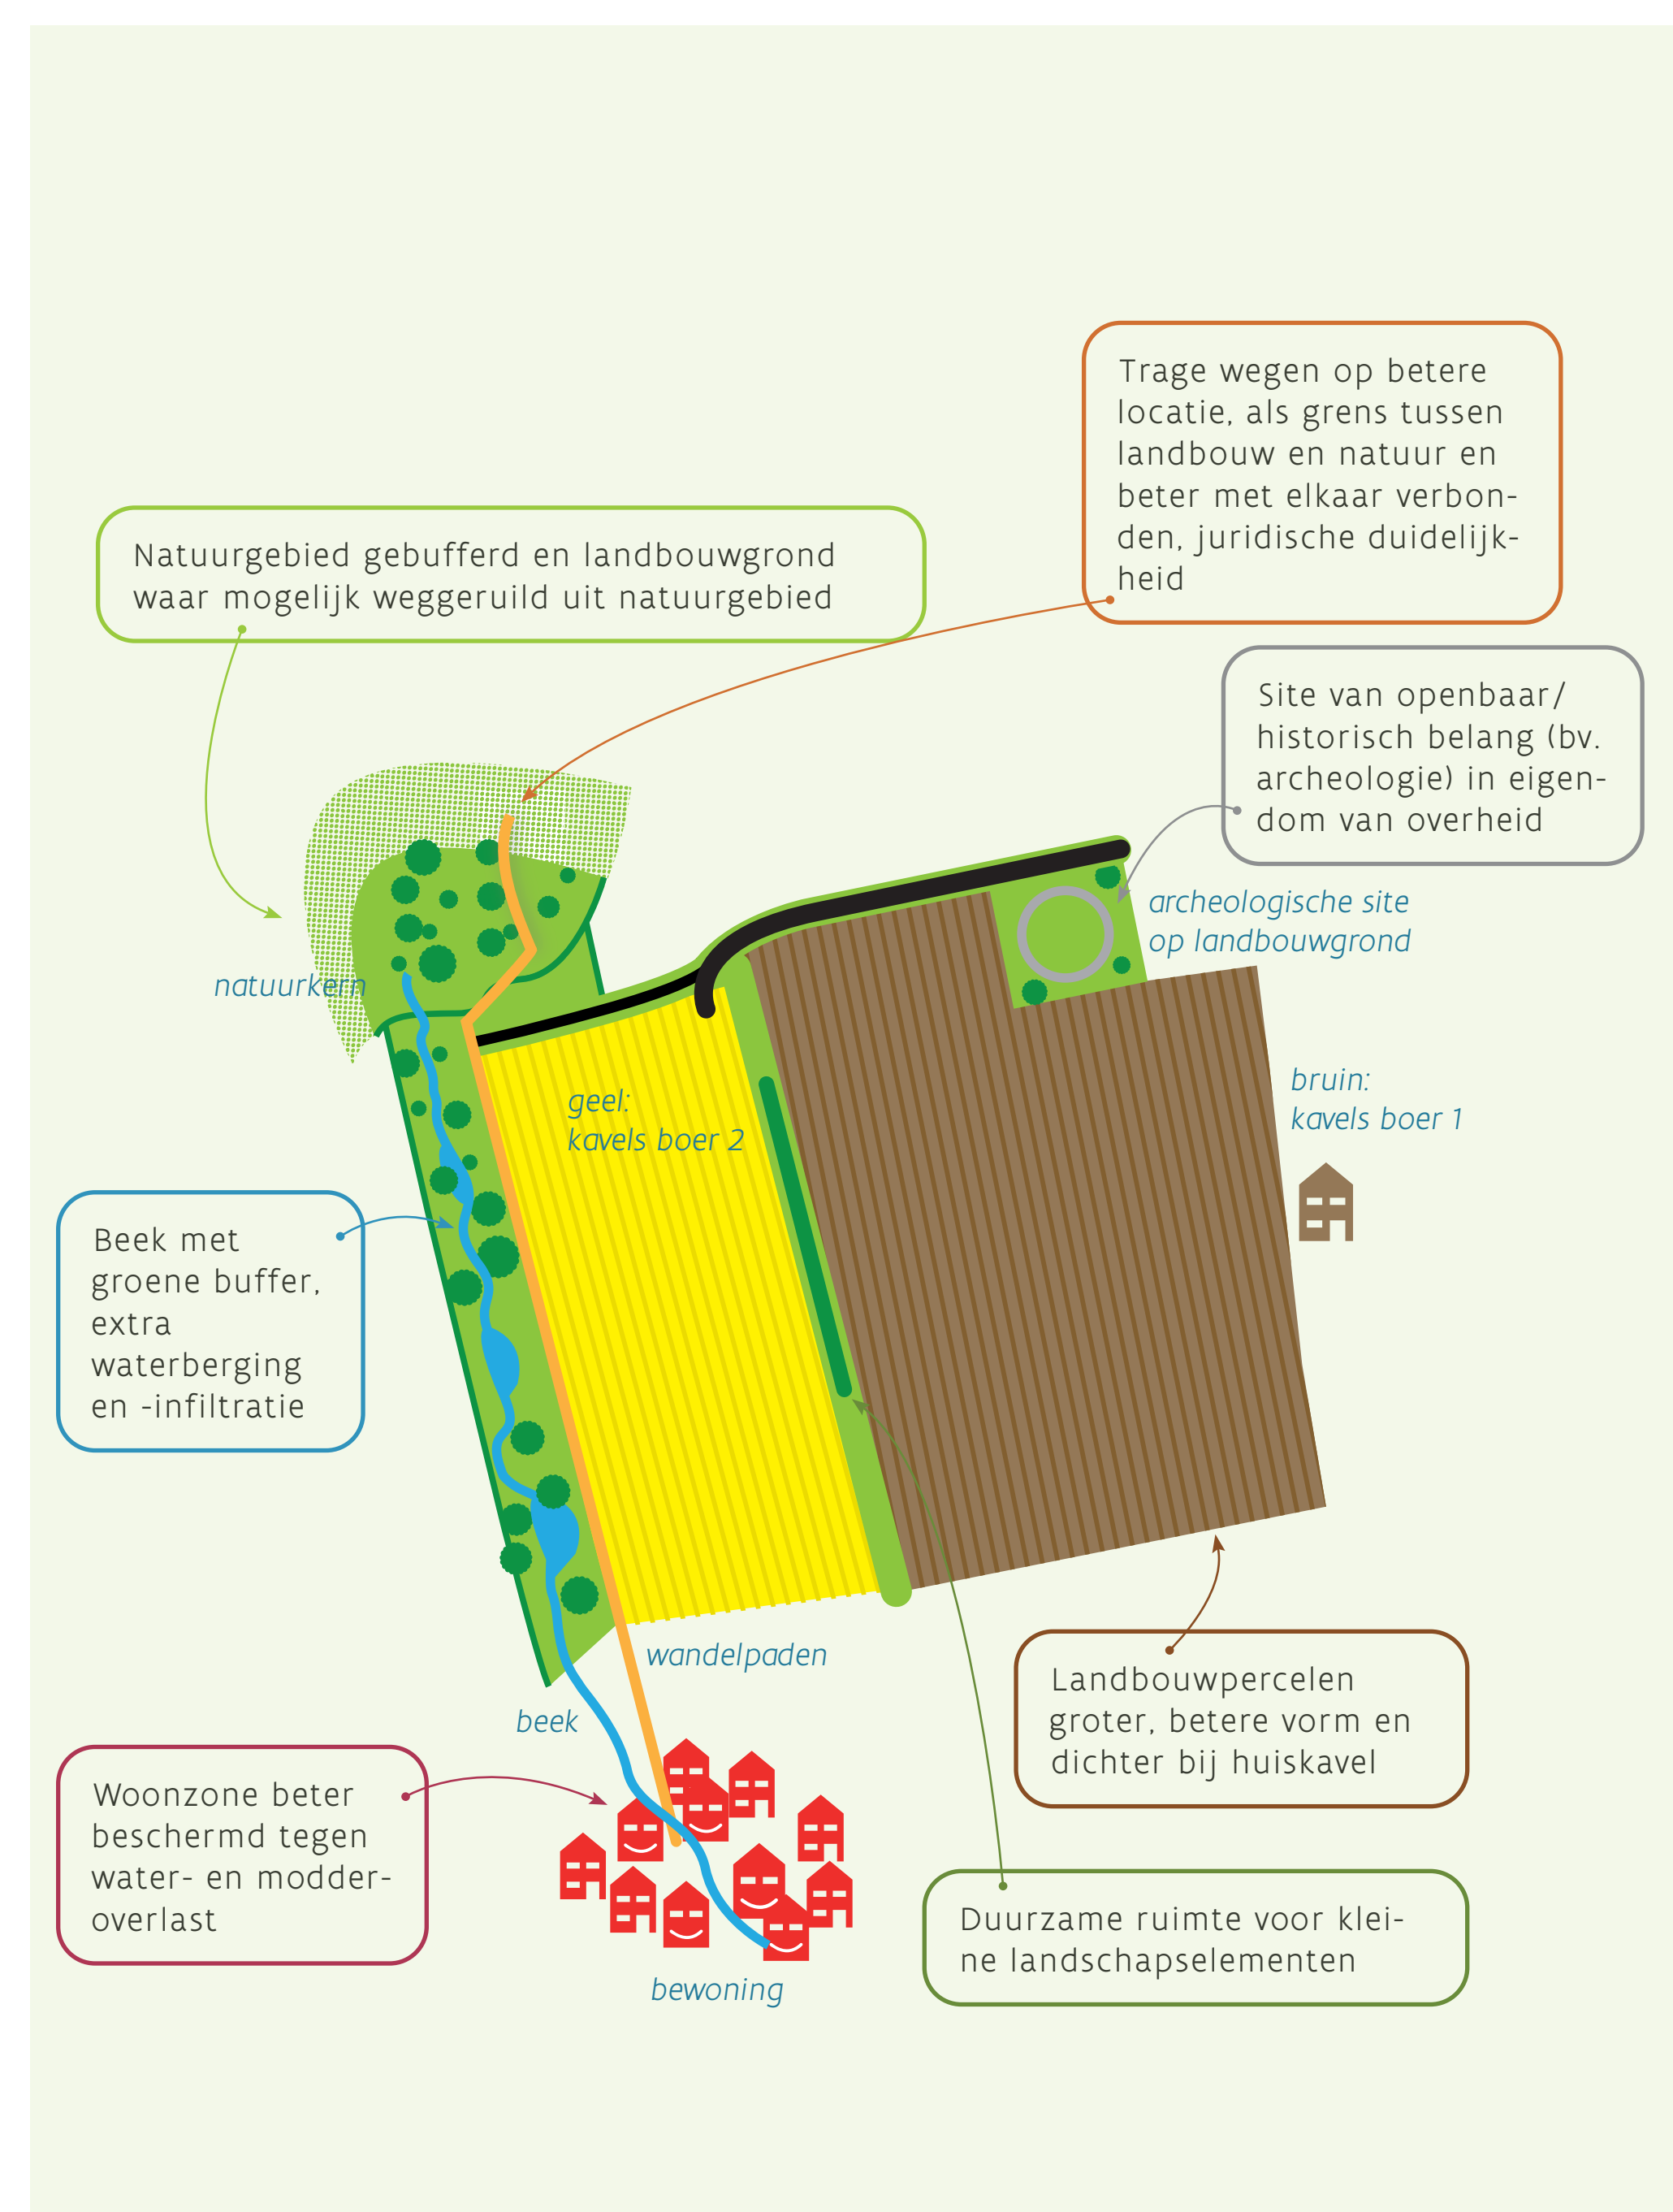 Trage wegen op betere
locatie, als grens tussen
landbouw en natuur en
beter met elkaar verbon-
den, juridische duidelijk-
heid
Natuurgebied gebufferd en landbouwgrond
waar mogelijk weggeruild uit natuurgebied
Site van openbaar/
historisch belang (bv.
archeologie) in eigen-
dom van overheid
archeologische site
op landbouwgrond
natuurkern
bruin:
kavels boer 1
geel:
kavels boer 2
Beek met
groene buffer,
extra
waterberging
en -infiltratie
wandelpaden
beek
Landbouwpercelen
groter, betere vorm en
dichter bij huiskavel
Woonzone beter
beschermd tegen
water- en modder-
overlast
Duurzame ruimte voor klei-
ne landschapselementen
bewoning